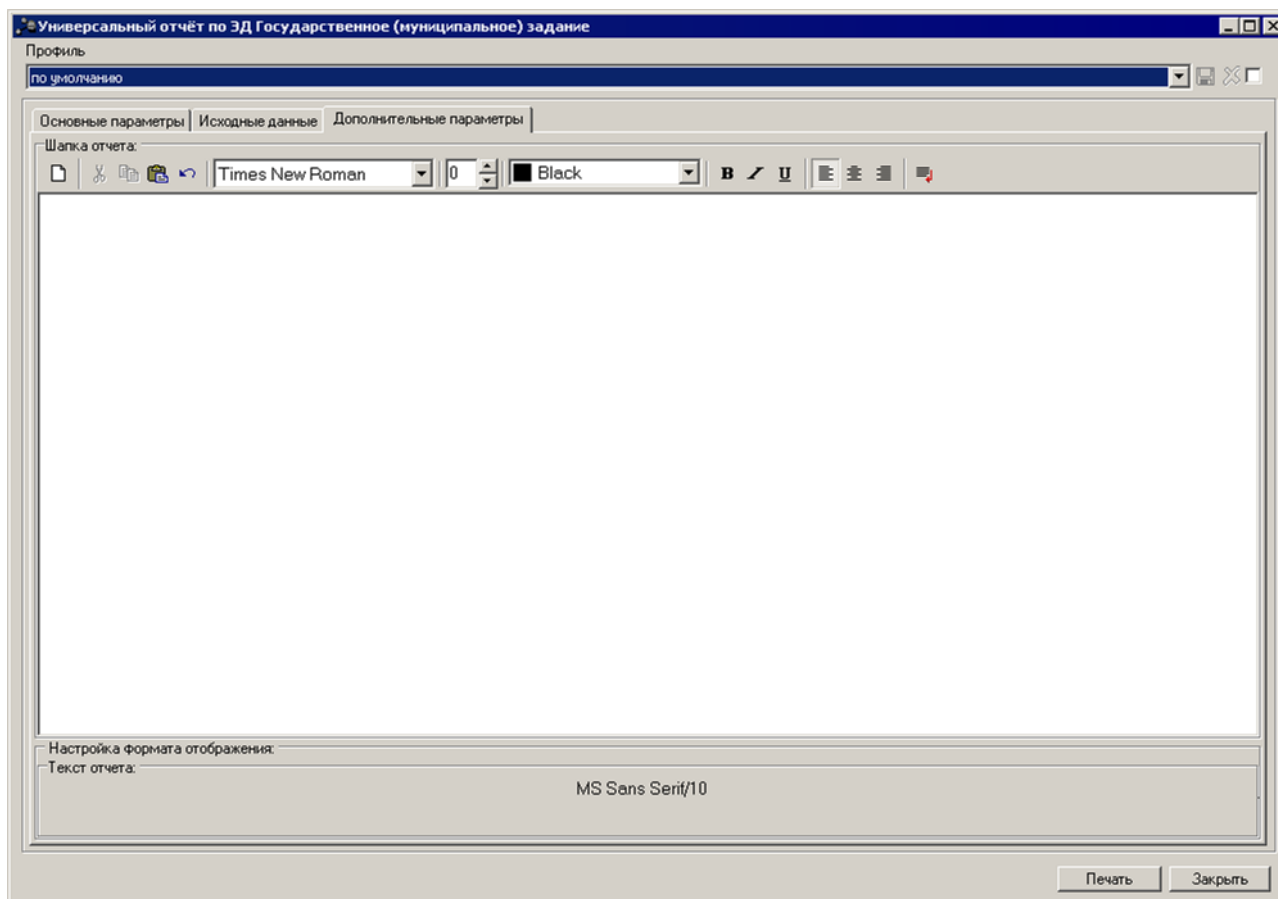 Универсальный отчёт по ЭД Государственное (муниципальное) задание
Профиль
по умолчанию
Основные параметры Исходные данные Дополнительные параметры
Шапка отчета:
Times New Roman 0 Black B I U
Настройка формата отображения:
Текст отчета:
MS Sans Serif/10
Печать Закрыть